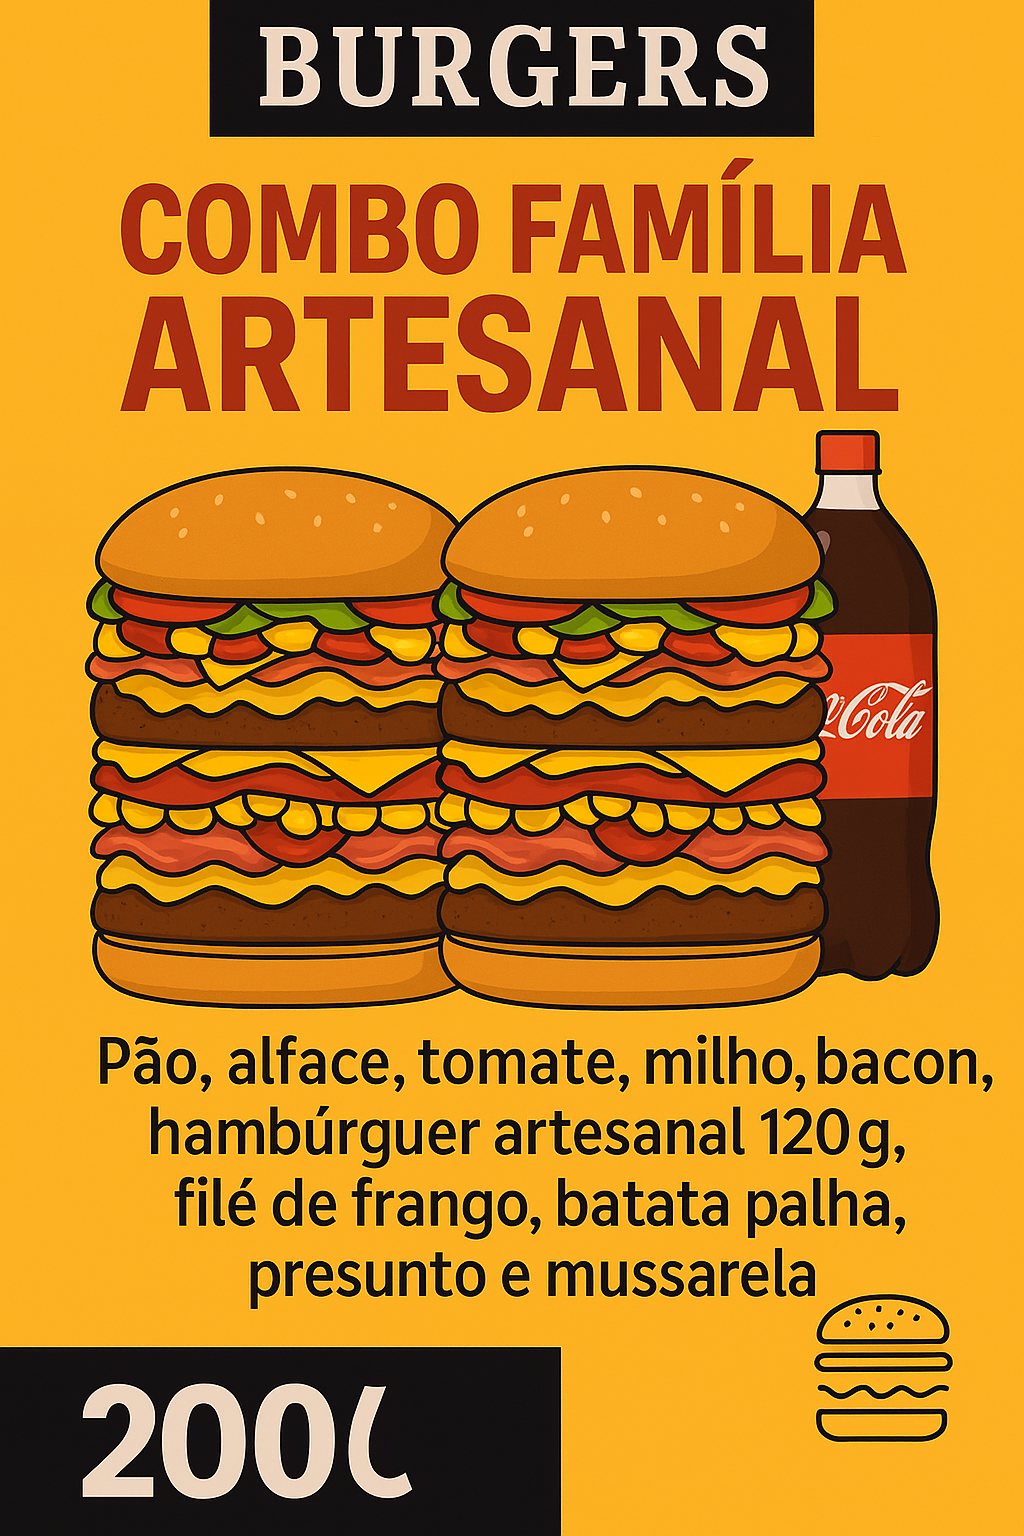 BURGERS
COMBO FAMÍLIA
ARTESANAL
Cola
Pão, alface, tomate, milho, bacon,
hambúrguer artesanal 120 g,
filé de frango, batata palha,
presunto e mussarela
200